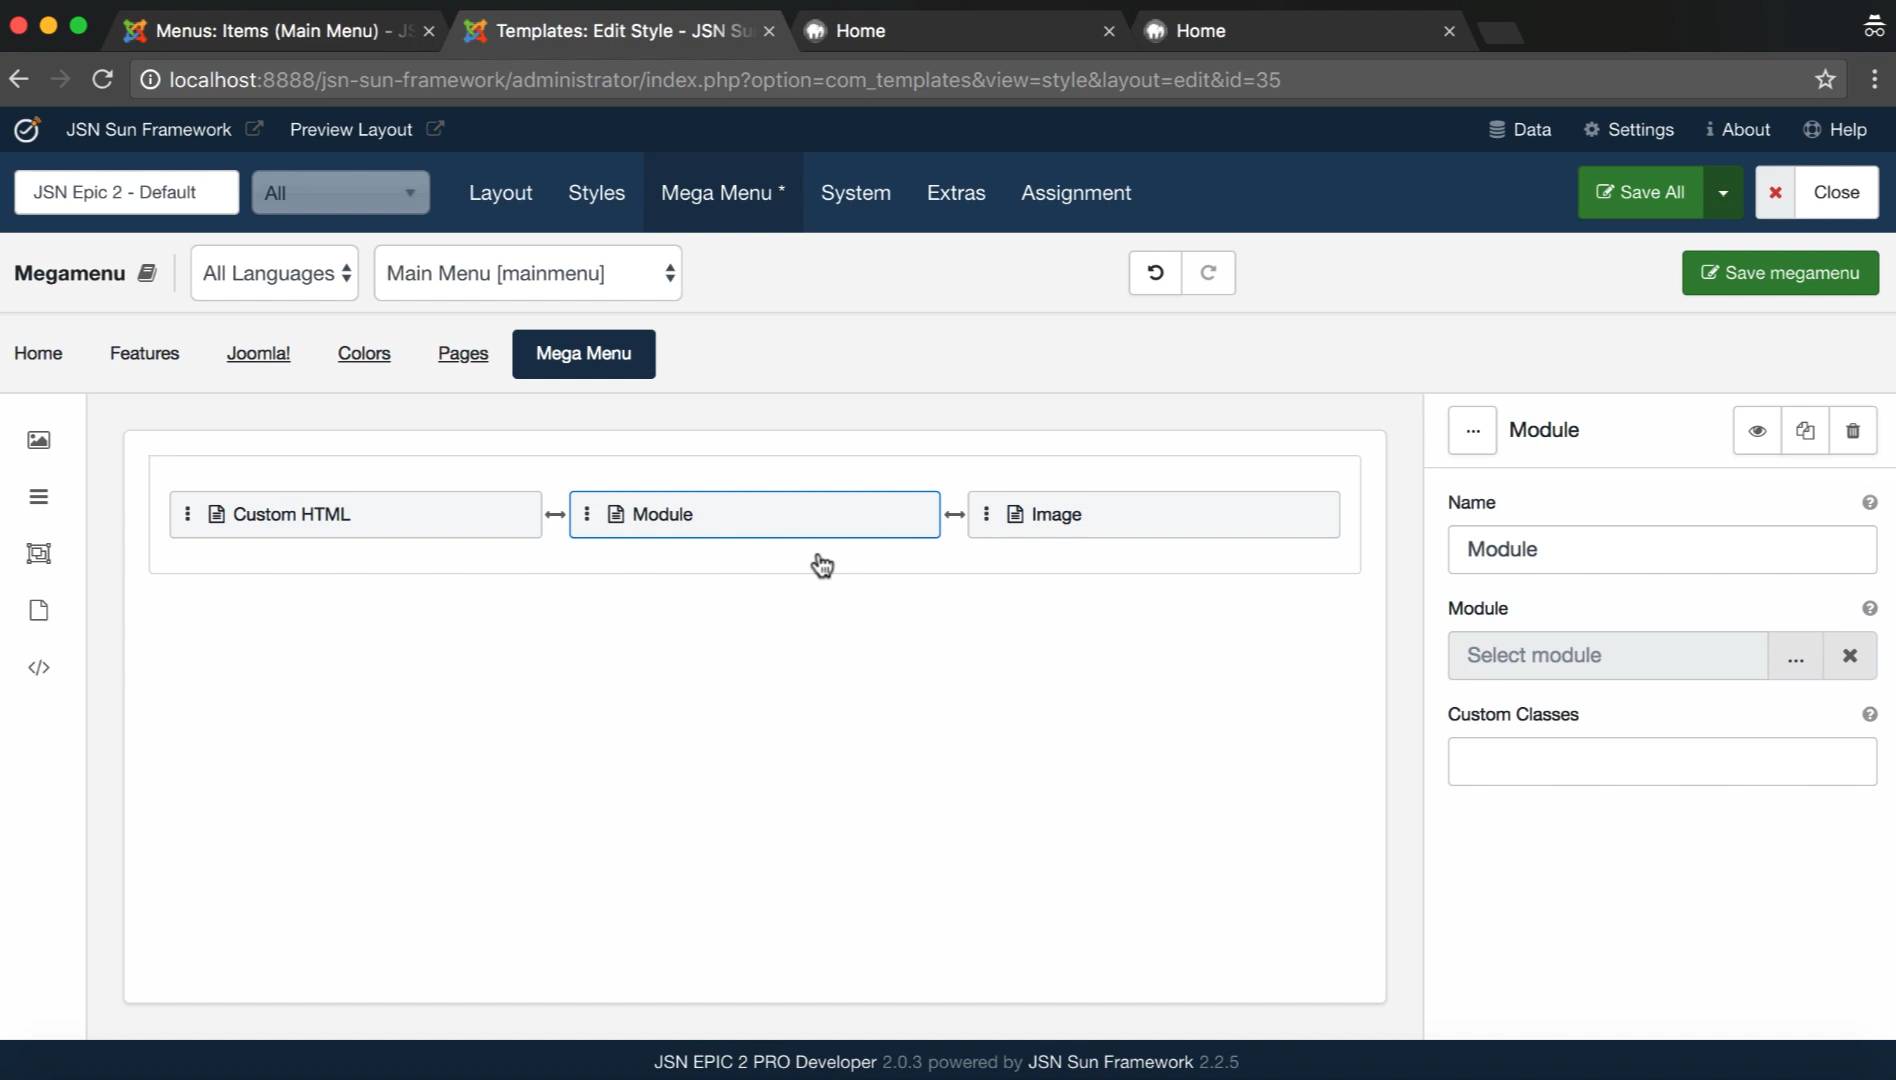 Menus: Items (Main Menu) - JS
Templates: Edit Style - JSN Su
Home
Home
localhost:8888/jsn-sun-framework/administrator/index.php?option=com_templates&view=style&layout=edit&id=35
JSN Sun Framework
Preview Layout
Data
Settings
About
Help
JSN Epic 2 - Default
All
Layout
Styles
Mega Menu *
System
Extras
Assignment
Save All
Close
Megamenu
All Languages
Main Menu [mainmenu]
Save megamenu
Home
Features
Joomla!
Colors
Pages
Mega Menu
... Module
Custom HTML
Module
Image
Name
Module
Module
Select module
...
Custom Classes
JSN EPIC 2 PRO Developer 2.0.3 powered by JSN Sun Framework 2.2.5